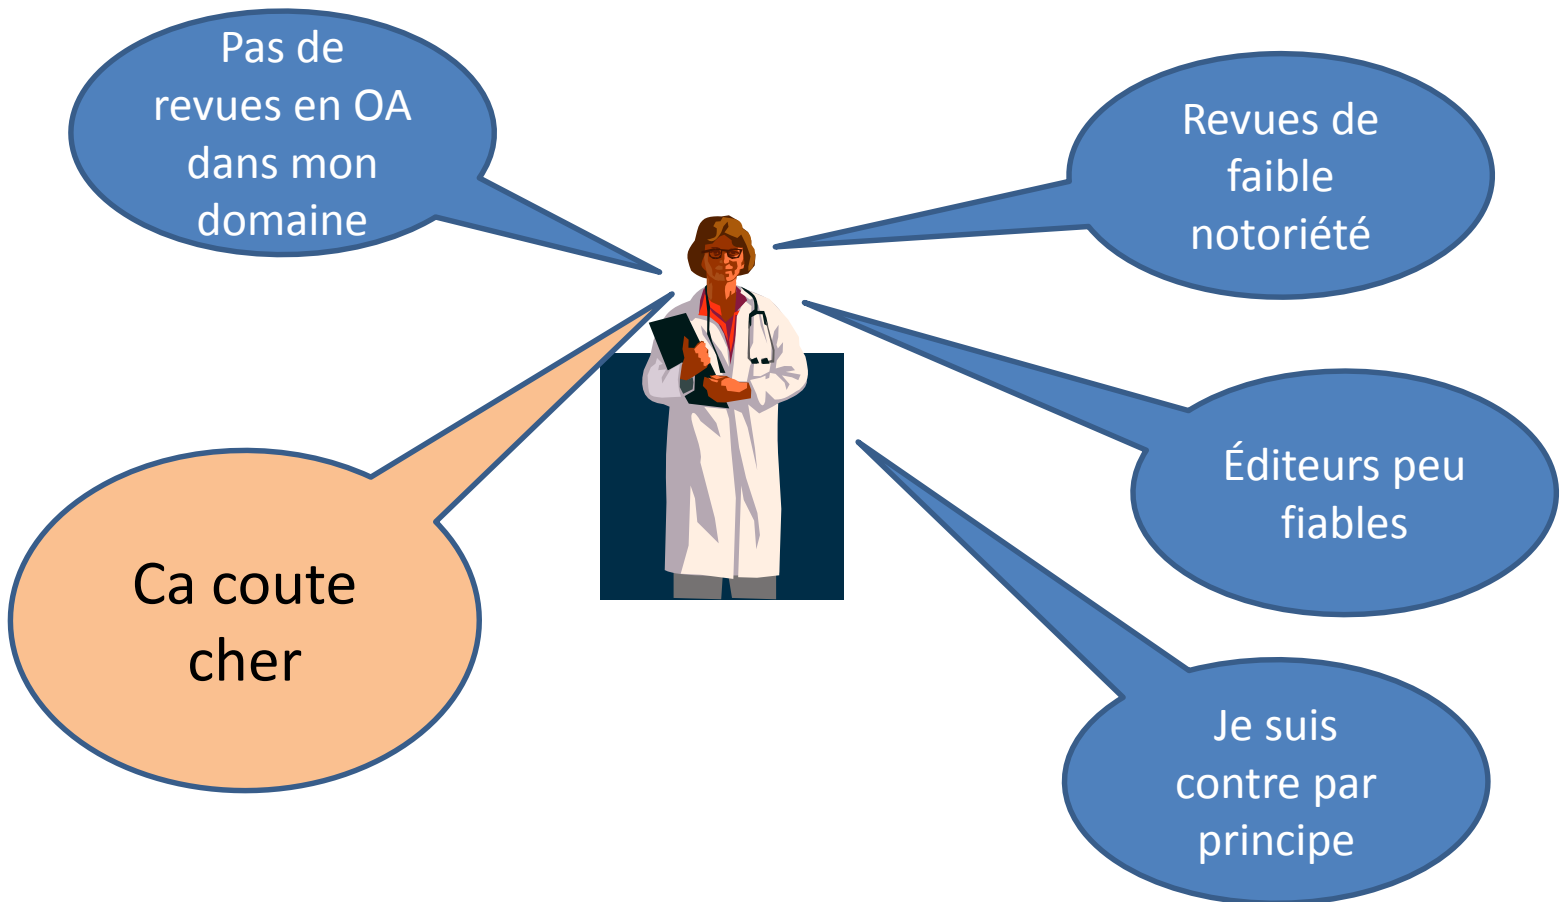 Pas de
revues en OA
dans mon
domaine
Revues de
faible
notoriété
Ca coute
cher
Éditeurs peu
fiables
Je suis
contre par
principe